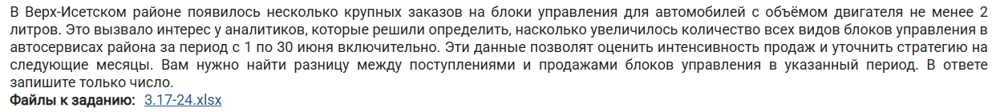 В Верх-Исетском районе появилось несколько крупных заказов на блоки управления для автомобилей с объёмом двигателя не менее 2
литров. Это вызвало интерес у аналитиков, которые решили определить, насколько увеличилось количество всех видов блоков управления в
автосервисах района за период с 1 по 30 июня включительно. Эти данные позволят оценить интенсивность продаж и уточнить стратегию на
следующие месяцы. Вам нужно найти разницу между поступлениями и продажами блоков управления в указанный период. В ответе
запишите только число.
Файлы к заданию: 3.17-24.xlsx